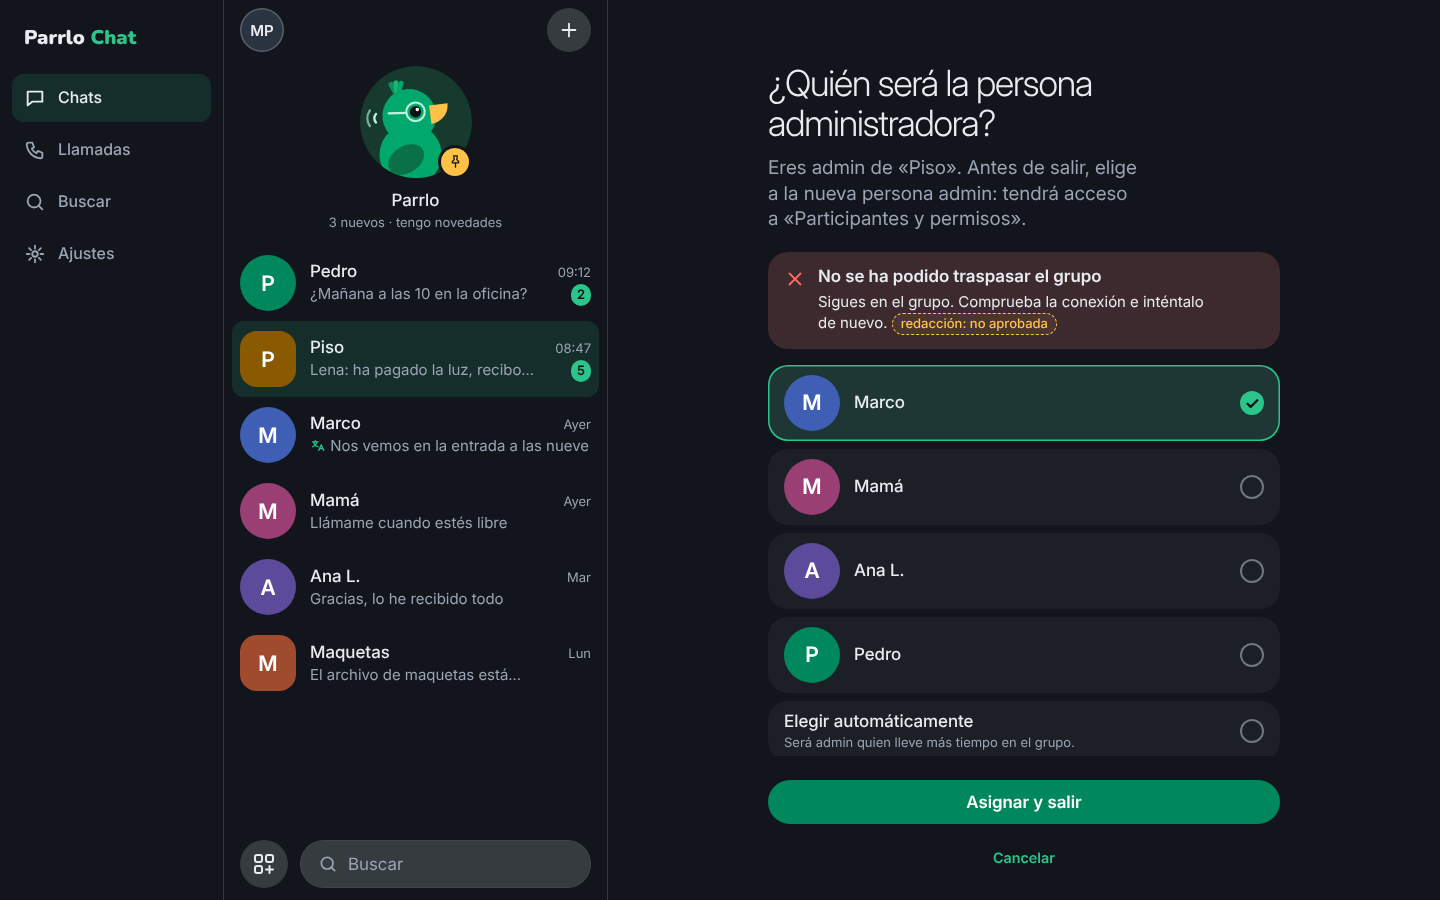 Parrlo Chat
Chats
Llamadas
Buscar
Ajustes
MP
Parrlo
3 nuevos · tengo novedades
P
Pedro
09:12
¿Mañana a las 10 en la oficina?
2
P
Piso
08:47
Lena: ha pagado la luz, recibo...
5
M
Marco
Ayer
Nos vemos en la entrada a las nueve
M
Mamá
Ayer
Llámame cuando estés libre
A
Ana L.
Mar
Gracias, lo he recibido todo
M
Maquetas
Lun
El archivo de maquetas está...
Buscar
¿Quién será la persona
administradora?
Eres admin de «Piso». Antes de salir, elige
a la nueva persona admin: tendrá acceso
a «Participantes y permisos».
No se ha podido traspasar el grupo
Sigues en el grupo. Comprueba la conexión e inténtalo
de nuevo. redacción: no aprobada
M
Marco
M
Mamá
A
Ana L.
P
Pedro
Elegir automáticamente
Será admin quien lleve más tiempo en el grupo.
Asignar y salir
Cancelar